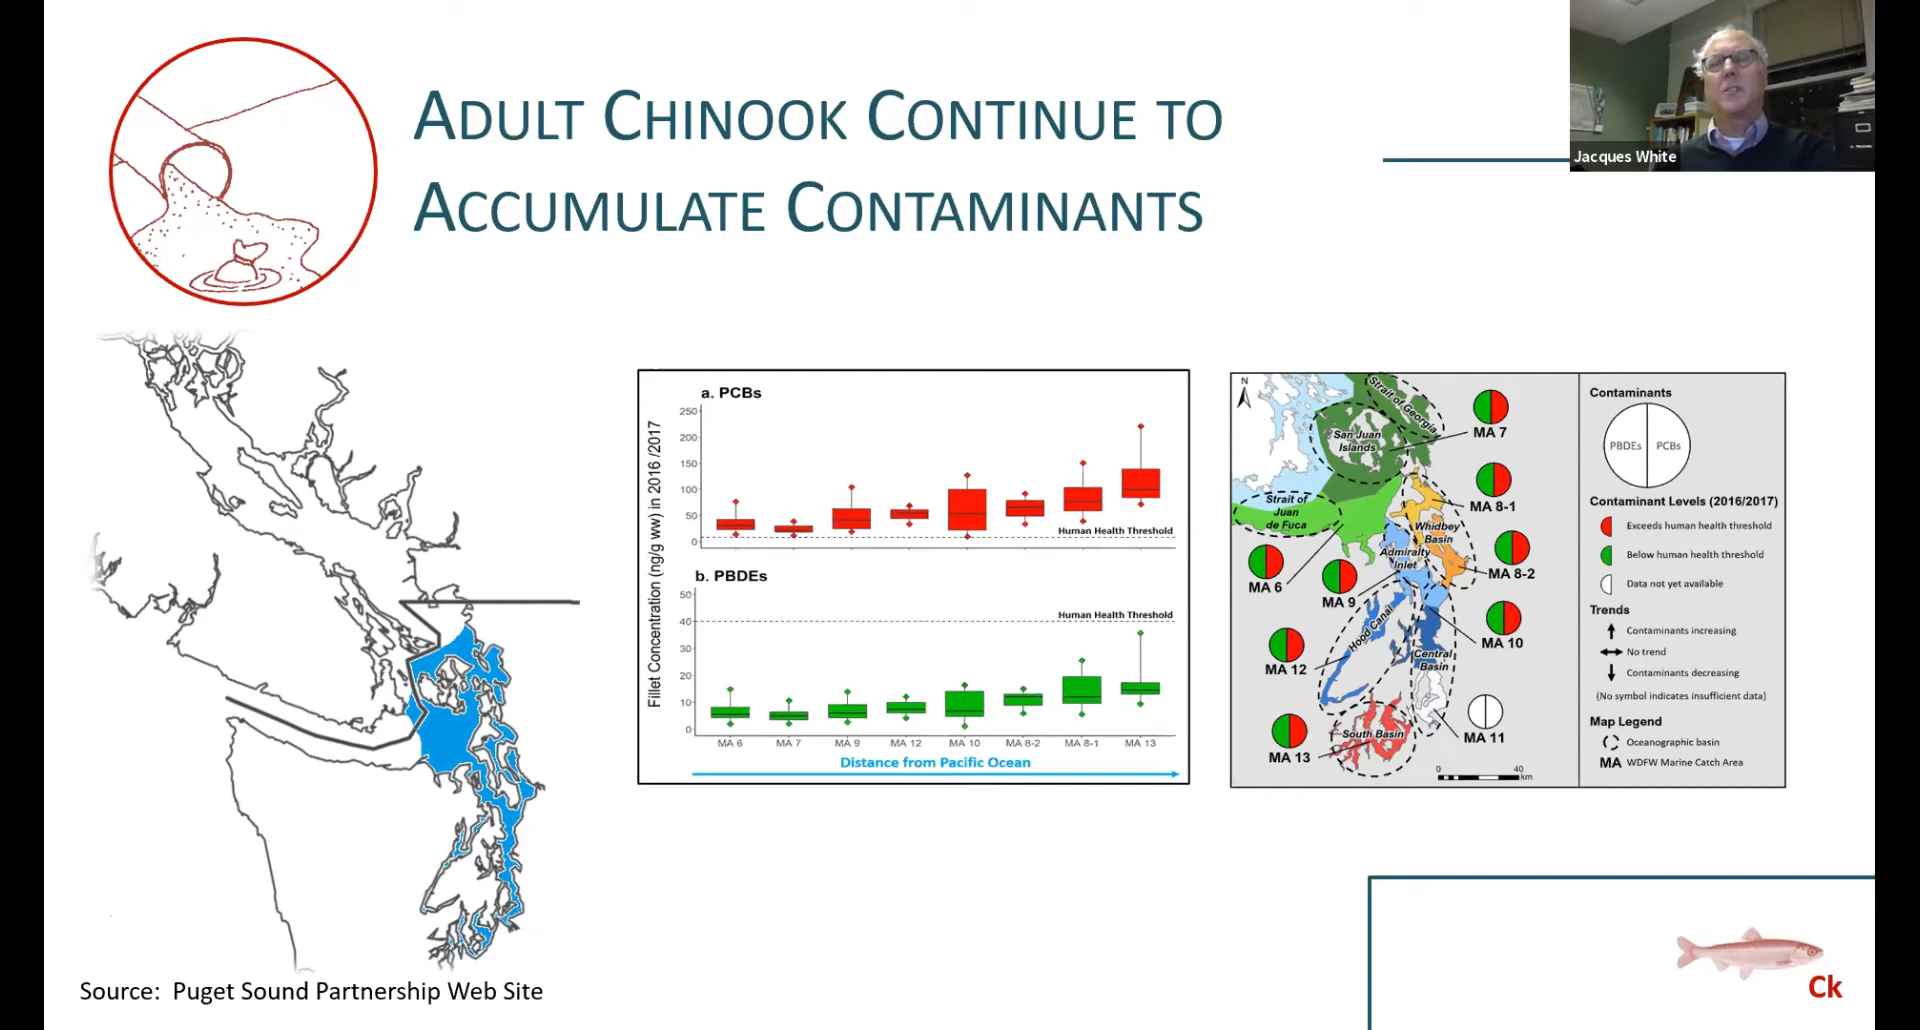 ADULT CHINOOK CONTINUE TO
ACCUMULATE CONTAMINANTS
Jacques White
a. PCBs
250
200
150
100
50
0
Human Health Threshold
b. PBDEs
50
40
30
20
10
0
Human Health Threshold
Fillet Concentration (ng/g ww) in 2016 /2017
MA 6 MA 7 MA 9 MA 12 MA 10 MA 8-2 MA 8-1 MA 13
Distance from Pacific Ocean
N
Strait of Georgia
San Juan
Islands
MA 7
Strait of
Juan
de Fuca
MA 8-1
Whidbey
Basin
Admiralty
Inlet
MA 8-2
MA 6
MA 9
Hood Canal
MA 10
MA 12
Central
Basin
South Basin
MA 11
MA 13
0 40
km
Contaminants
PBDEs PCBs
Contaminant Levels (2016/2017)
Exceeds human health threshold
Below human health threshold
Data not yet available
Trends
Contaminants increasing
No trend
Contaminants decreasing
(No symbol indicates insufficient data)
Map Legend
Oceanographic basin
MA WDFW Marine Catch Area
Source: Puget Sound Partnership Web Site
Ck